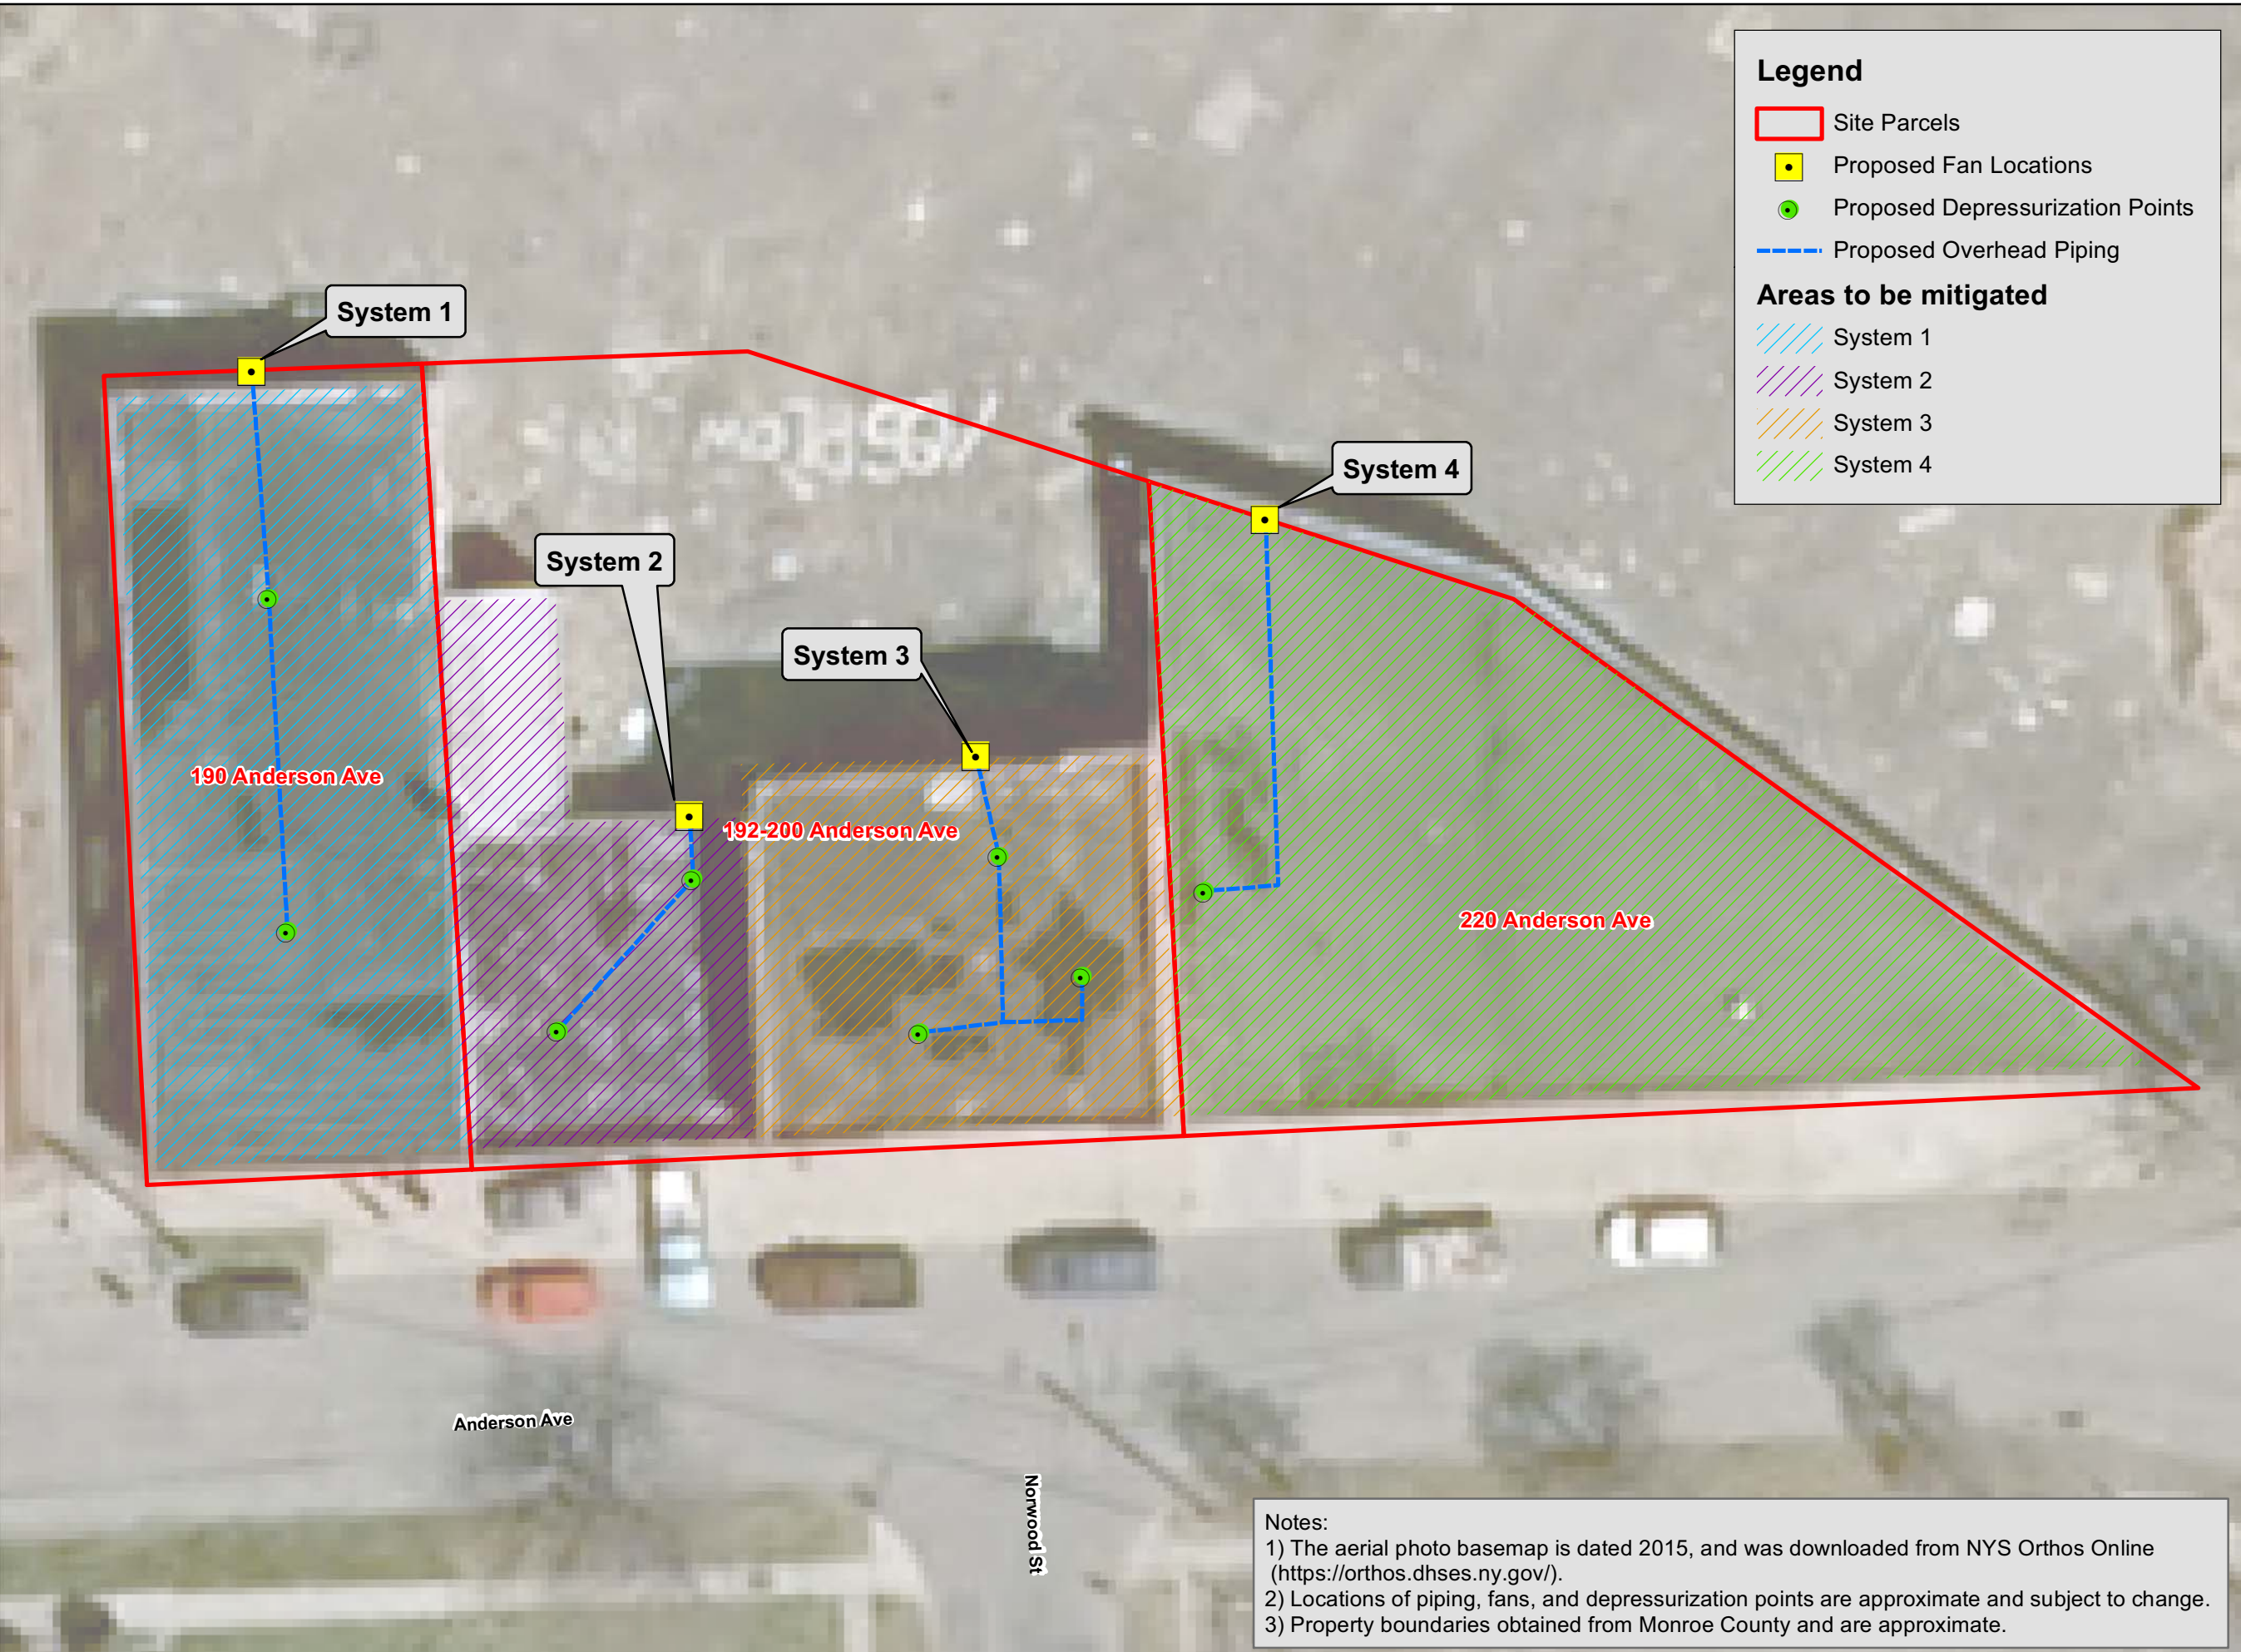 Legend
Site Parcels
Proposed Fan Locations
Proposed Depressurization Points
Proposed Overhead Piping
Areas to be mitigated
System 1
System 2
System 3
System 4
System 1
System 4
System 2
System 3
190 Anderson Ave
192-200 Anderson Ave
220 Anderson Ave
Anderson Ave
Norwood St
Notes:
1) The aerial photo basemap is dated 2015, and was downloaded from NYS Orthos Online
(https://orthos.dhses.ny.gov/).
2) Locations of piping, fans, and depressurization points are approximate and subject to change.
3) Property boundaries obtained from Monroe County and are approximate.